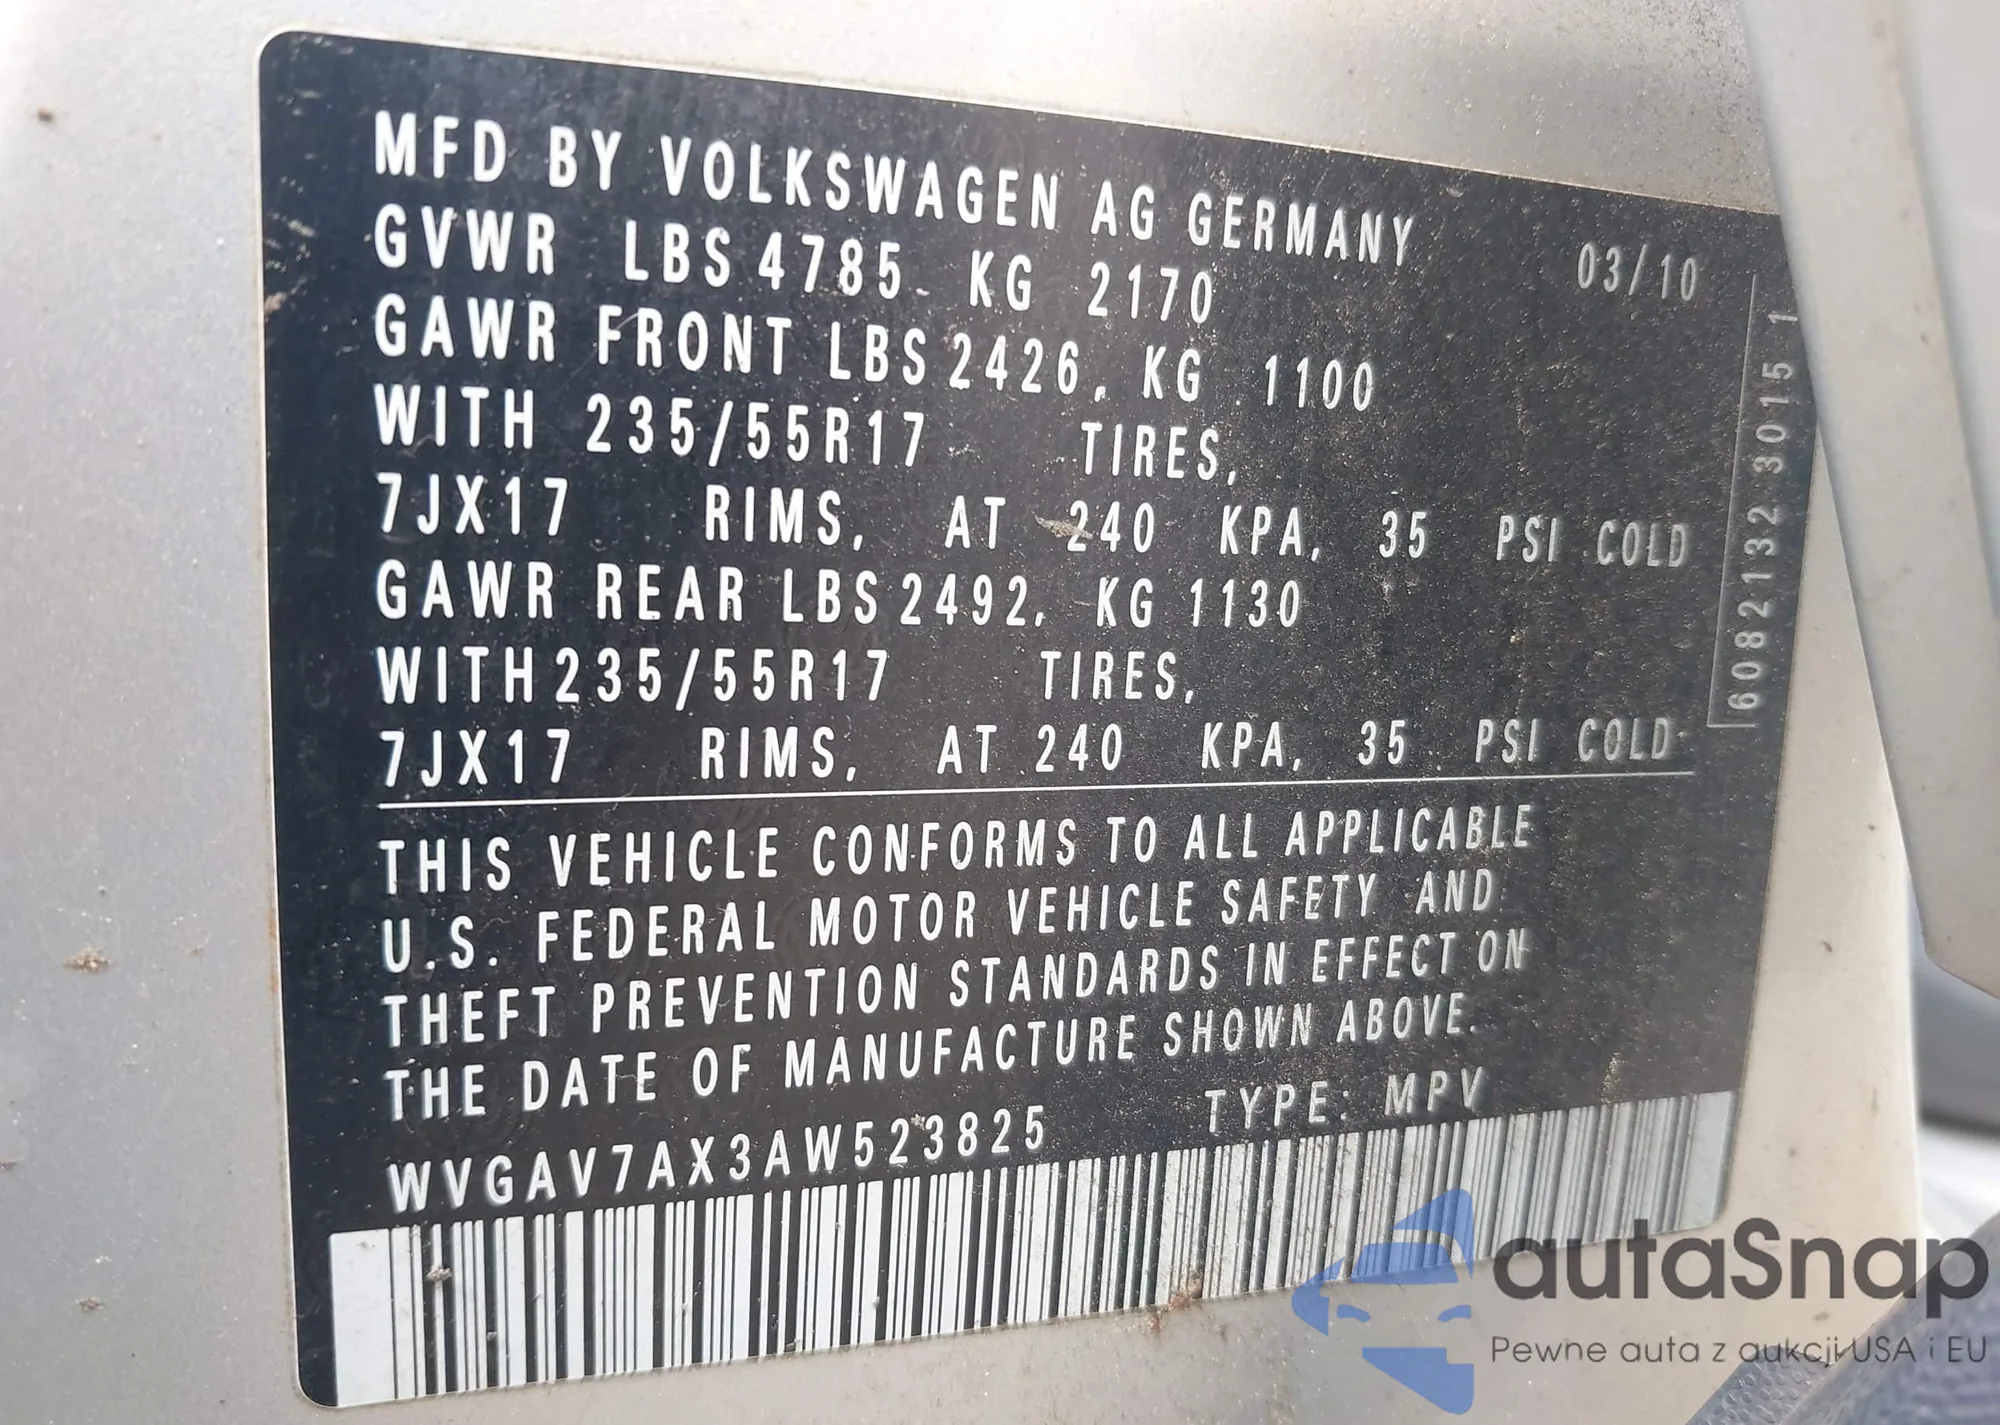 MFD BY VOLKSWAGEN AG GERMANY 03/10
GVWR LBS 4785 KG 2170
GAWR FRONT LBS 2426, KG 1100
WITH 235/55R17 TIRES,
7JX17 RIMS, AT 240 KPA, 35 PSI COLD
GAWR REAR LBS 2492, KG 1130
WITH 235/55R17 TIRES,
7JX17 RIMS, AT 240 KPA, 35 PSI COLD
THIS VEHICLE CONFORMS TO ALL APPLICABLE
U.S. FEDERAL MOTOR VEHICLE SAFETY AND
THEFT PREVENTION STANDARDS IN EFFECT ON
THE DATE OF MANUFACTURE SHOWN ABOVE.
WVGAV7AX3AW523825 TYPE: MPV
6082132 3015 1
autaSnap
Pewne auta z aukcji USA i EU